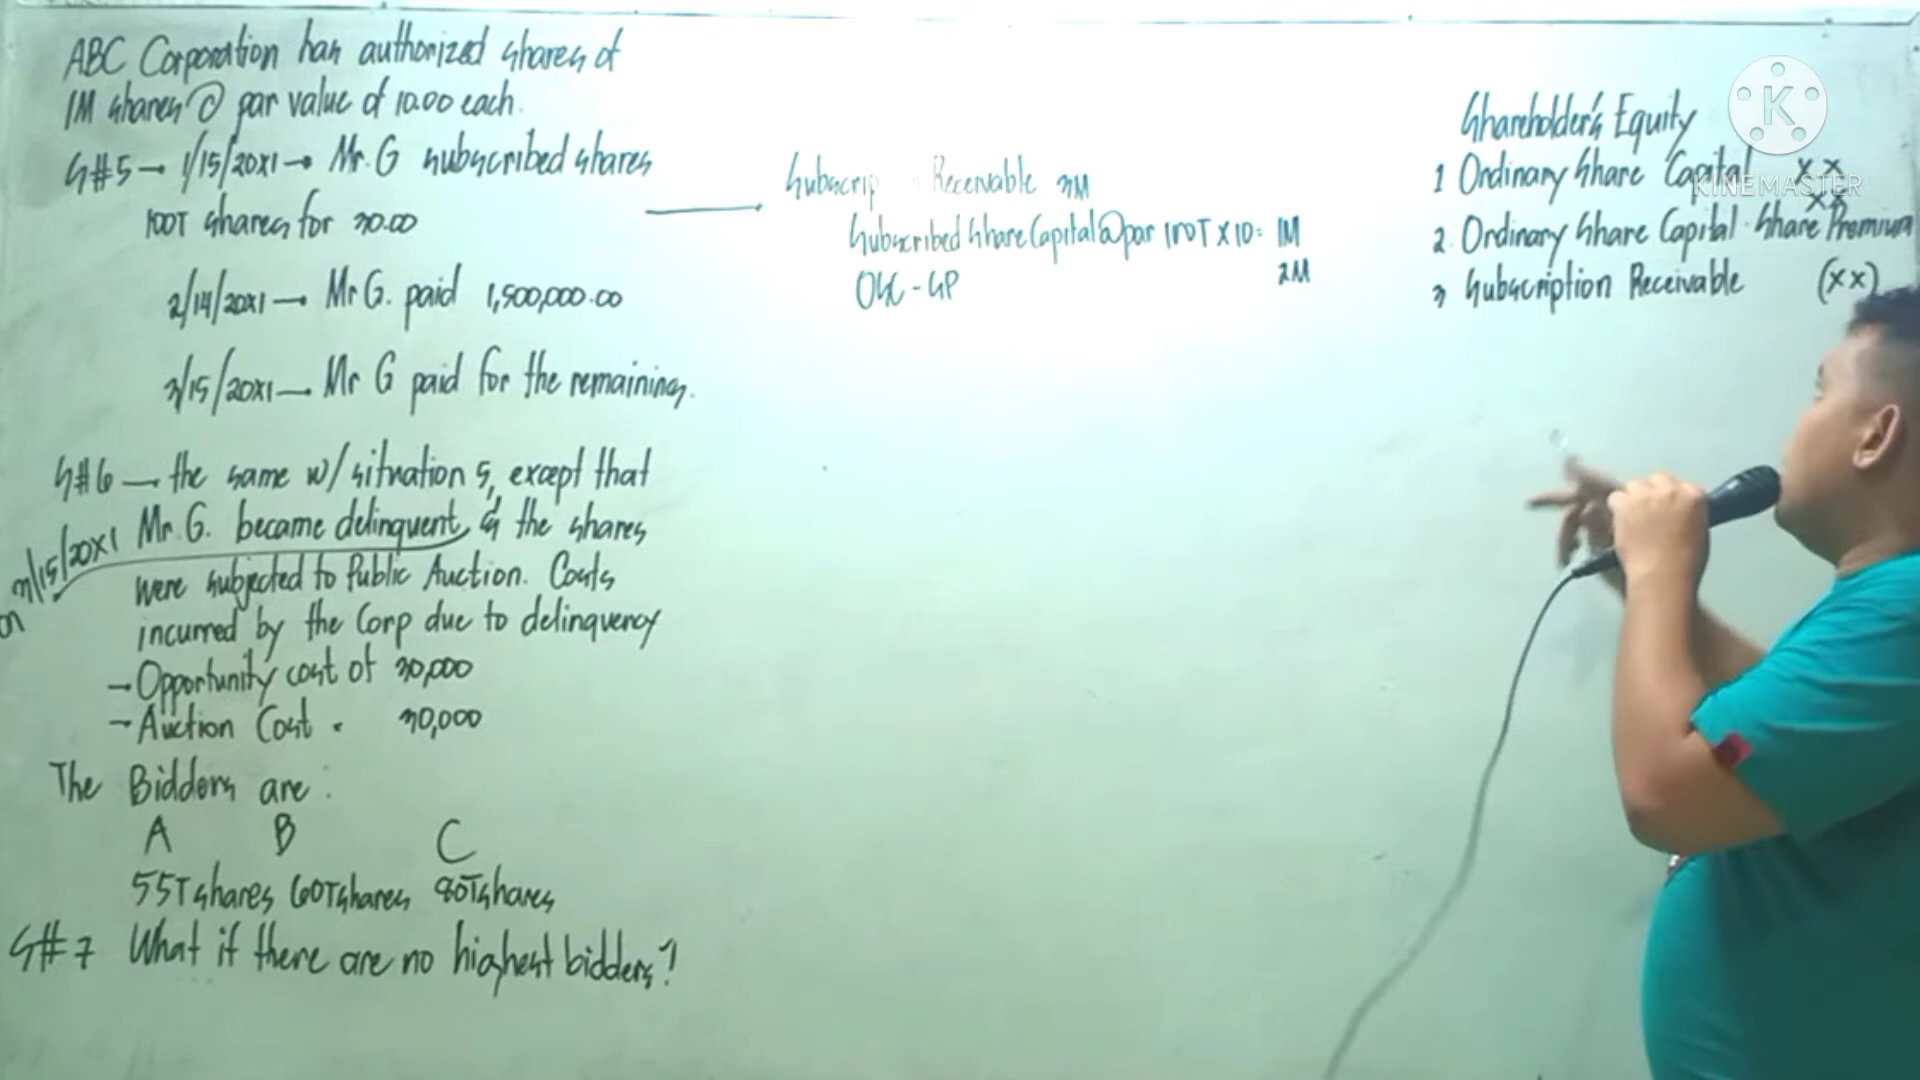 ABC Corporation has authorized shares of
1M shares @ par value of 10.00 each.
S#5 → 1/15/20x1 → Mr. G subscribed shares
100T shares for 30.00
2/14/20x1 → Mr G. paid 1,500,000.00
3/15/20x1 — Mr G paid for the remaining.
S#6 — the same w/ situation 5, except that
on 3/15/20x1 Mr. G. became delinquent, & the shares
were subjected to Public Auction. Costs
incurred by the Corp due to delinquency
- Opportunity cost of 30,000
- Auction Cost - 30,000
The Bidders are:
A B C
55T shares 60T shares 80T shares
S#7 What if there are no highest bidders?
Receivable 3M
Subscribed Share Capital @ par 100T x 10 = 1M
OSC - SP 2M
Shareholder's Equity
1 Ordinary Share Capital xx
xx
2. Ordinary Share Capital - Share Premium
3 Subscription Receivable (xx)
K
KINEMASTER